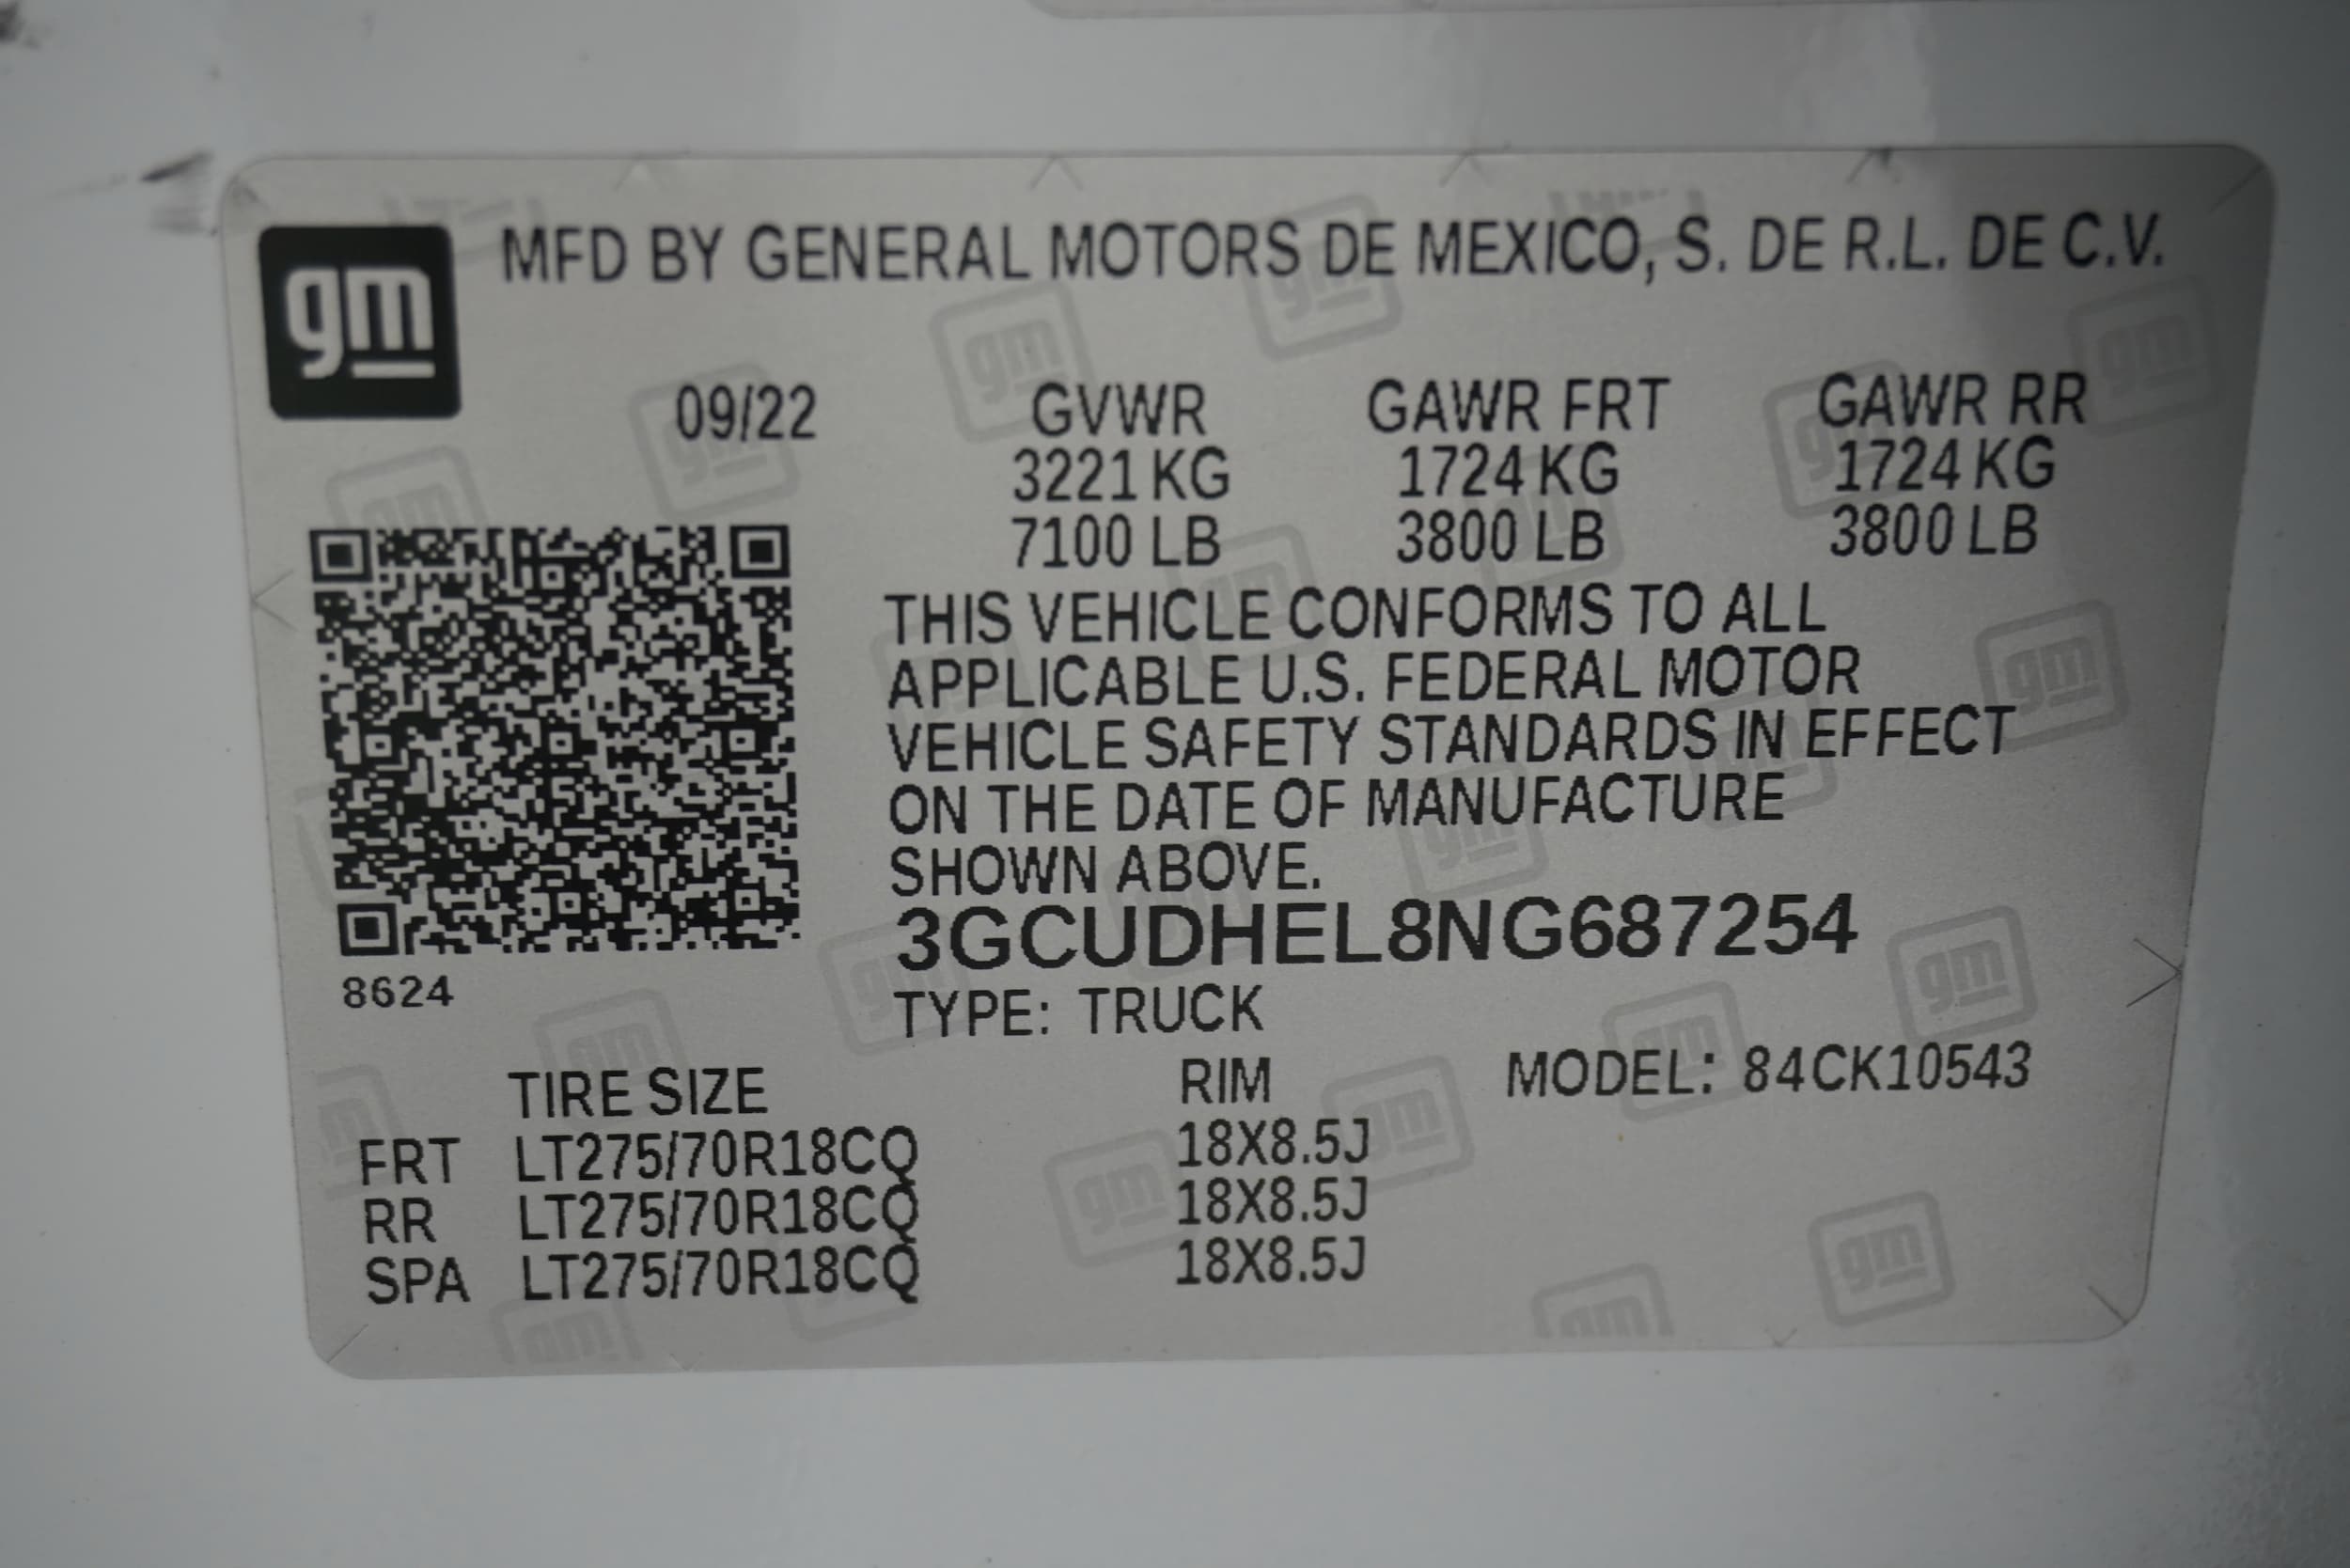 gm
MFD BY GENERAL MOTORS DE MEXICO, S. DE R.L. DE C.V.
09/22 GVWR GAWR FRT GAWR RR
3221 KG 1724 KG 1724 KG
7100 LB 3800 LB 3800 LB
THIS VEHICLE CONFORMS TO ALL
APPLICABLE U.S. FEDERAL MOTOR
VEHICLE SAFETY STANDARDS IN EFFECT
ON THE DATE OF MANUFACTURE
SHOWN ABOVE.
3GCUDHEL8NG687254
8624
TYPE: TRUCK
TIRE SIZE RIM MODEL: 84CK10543
FRT LT275/70R18CQ 18X8.5J
RR LT275/70R18CQ 18X8.5J
SPA LT275/70R18CQ 18X8.5J